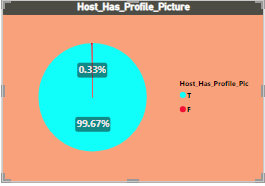 Host_Has_Profile_Picture
0.33%
99.67%
Host_Has_Profile_Pic
T
F